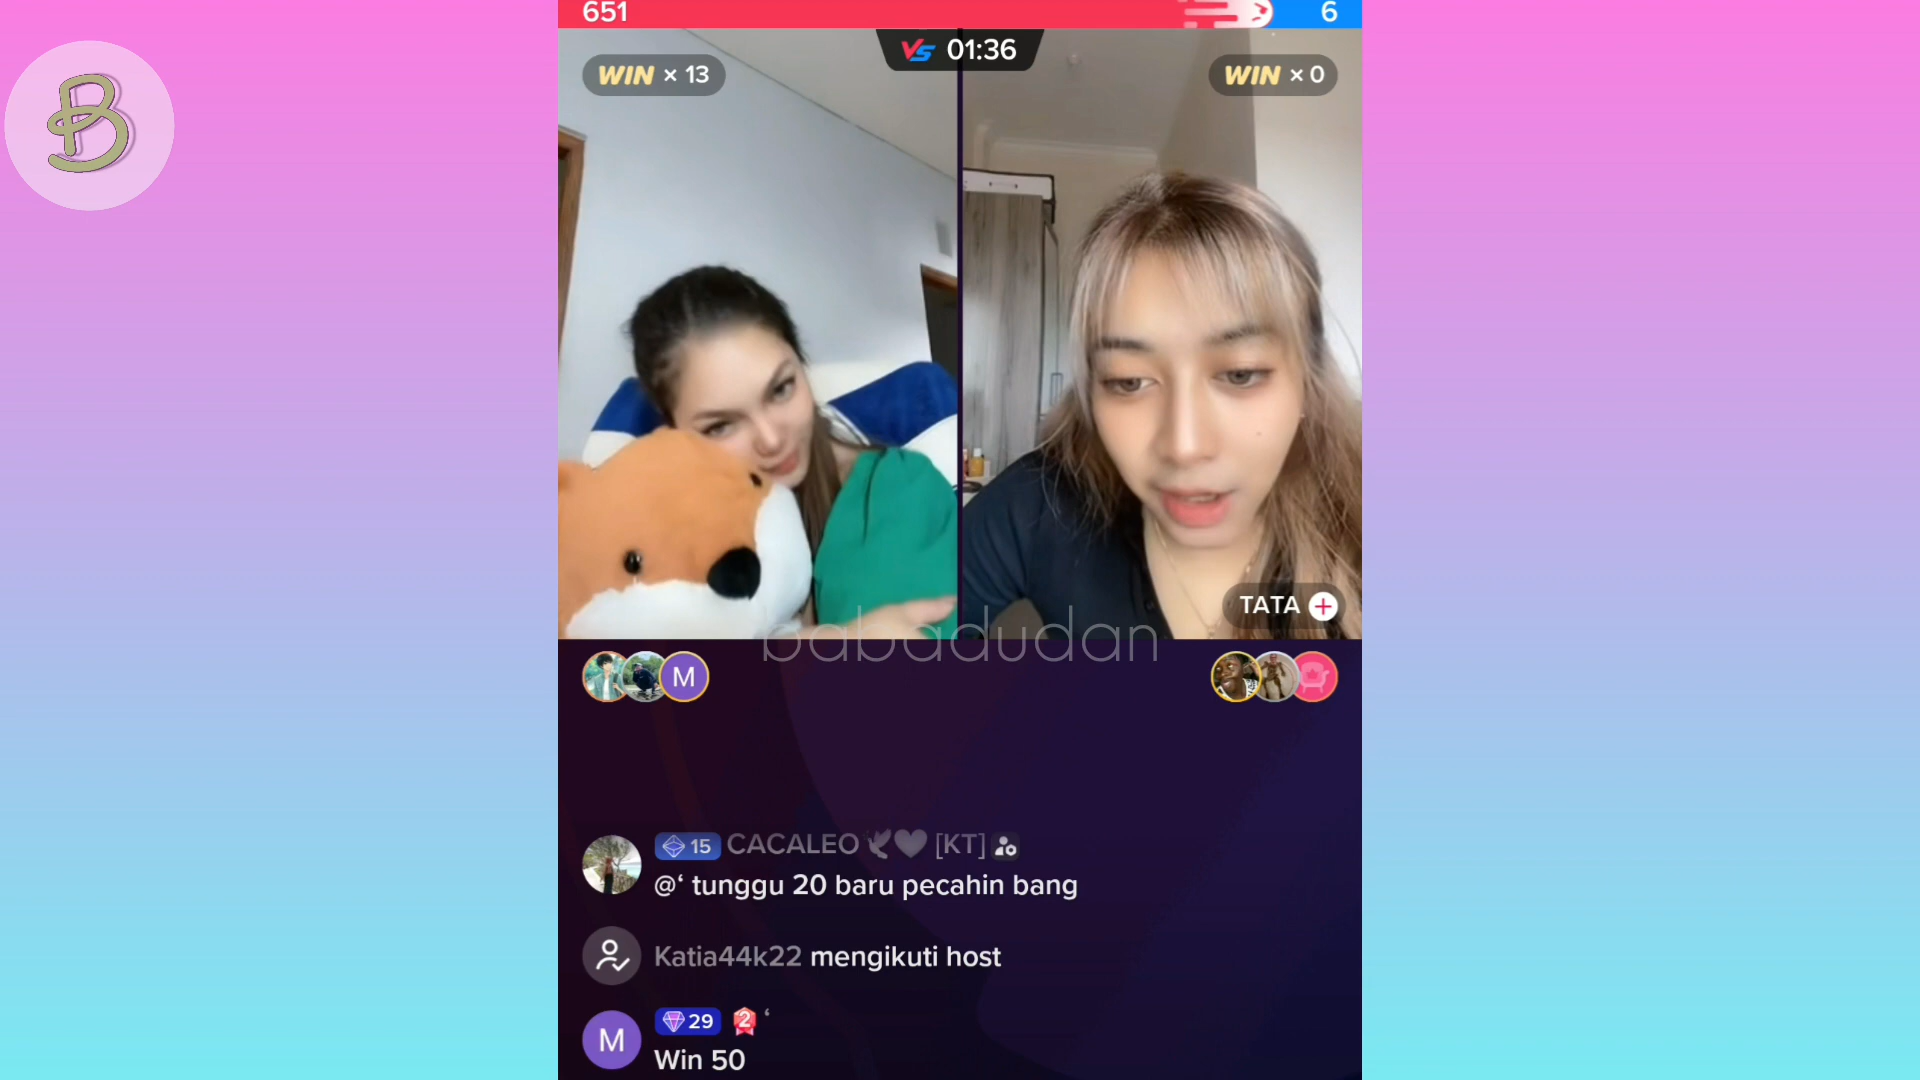 651
6
VS 01:36
WIN × 13
WIN × 0
B
TATA
babadudan
M
15 CACALEO [KT]
@‘ tunggu 20 baru pecahin bang
Katia44k22 mengikuti host
M
29 2 ‘
Win 50